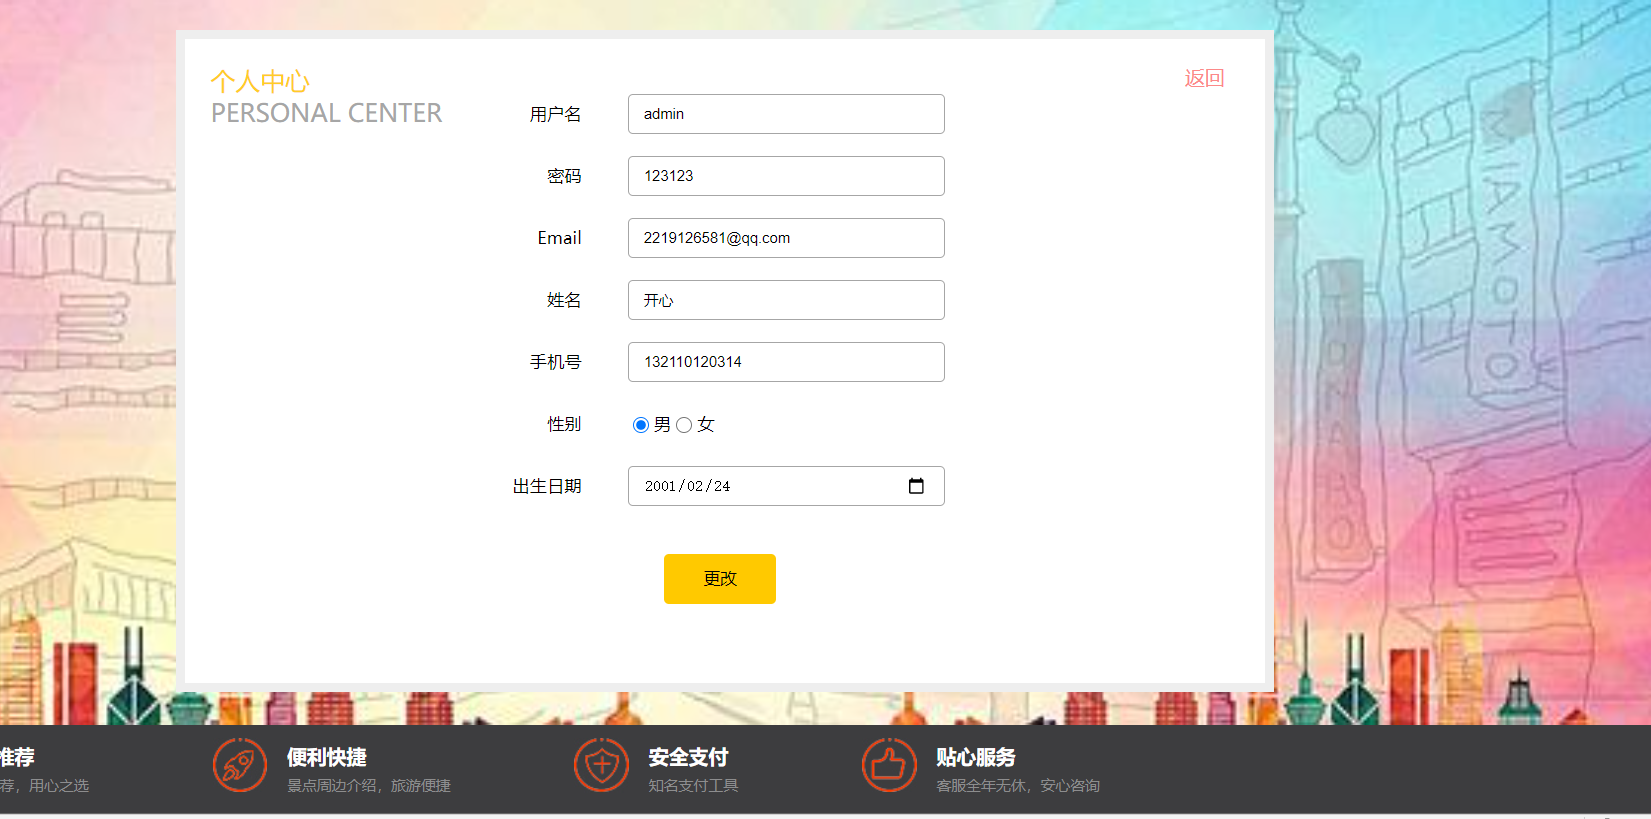 个人中心
PERSONAL CENTER
返回
用户名 admin
密码 123123
Email 2219126581@qq.com
姓名 开心
手机号 132110120314
性别 男 女
出生日期 2001/02/24
更改
推荐
荐，用心之选
便利快捷
景点周边介绍，旅游便捷
安全支付
知名支付工具
贴心服务
客服全年无休，安心咨询